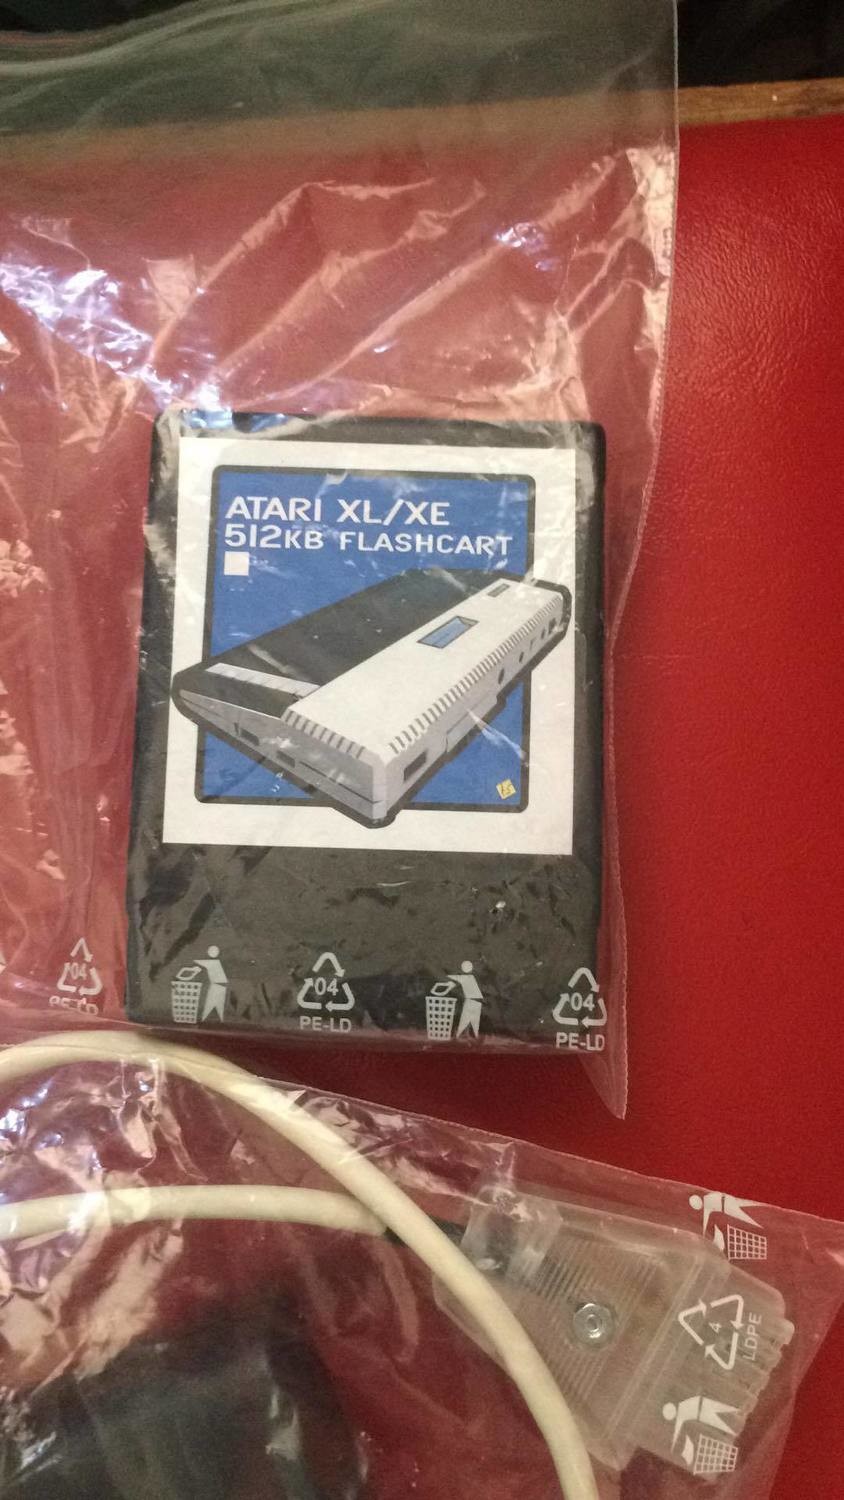 ATARI XL/XE
512KB FLASHCART
04
04
04
PE-LD
PE-LD
PE-LD
4
LDPE